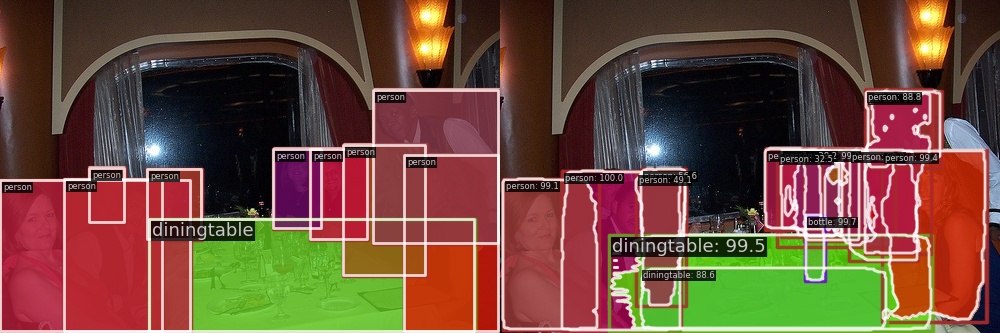 person
person
person
person
person
person
person
person
person
diningtable
person: 88.8
person: 99.4
person: 32.5
person: 100.0
person: 49.1
person: 99.1
bottle: 99.7
diningtable: 99.5
diningtable: 88.6